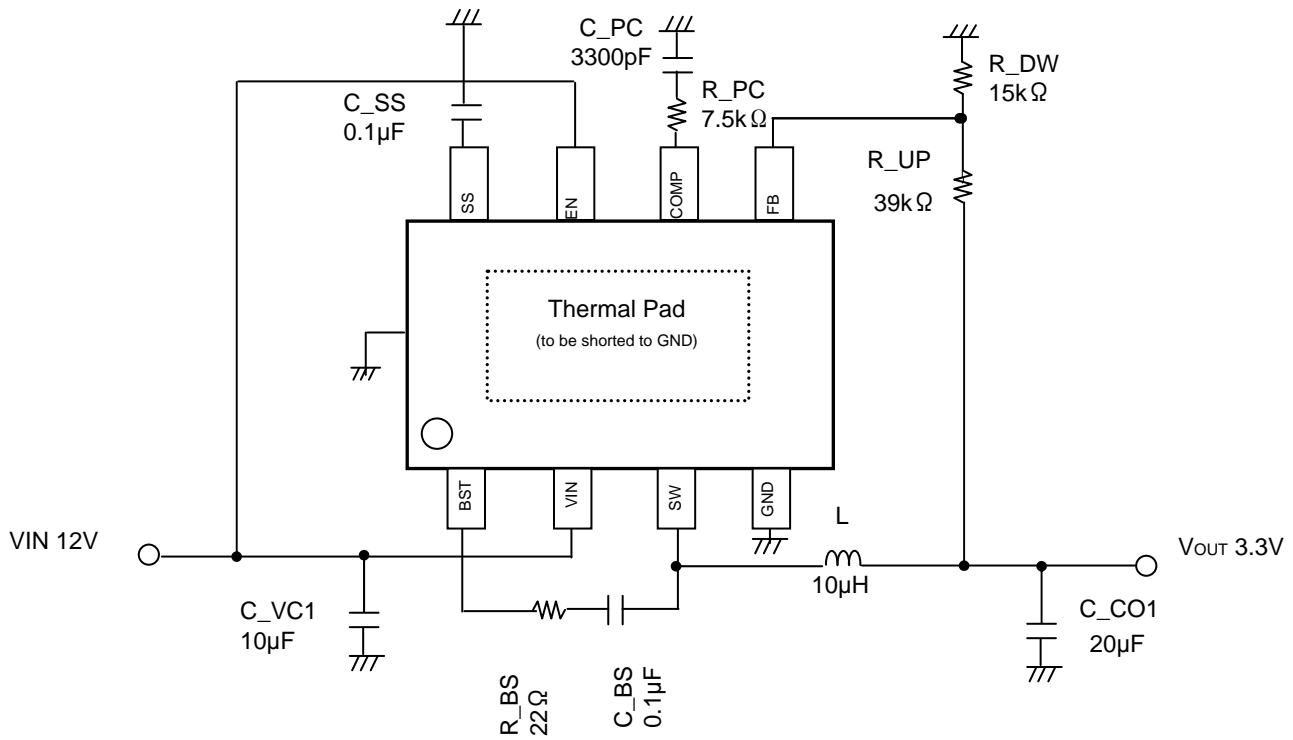 C_PC
3300pF
R_DW
15kΩ
C_SS
0.1µF
R_PC
7.5kΩ
R_UP
39kΩ
SS
EN
COMP
FB
Thermal Pad
(to be shorted to GND)
BST
VIN
SW
GND
VIN 12V
L
10µH
VOUT 3.3V
C_VC1
10µF
C_CO1
20µF
R_BS
22Ω
C_BS
0.1µF